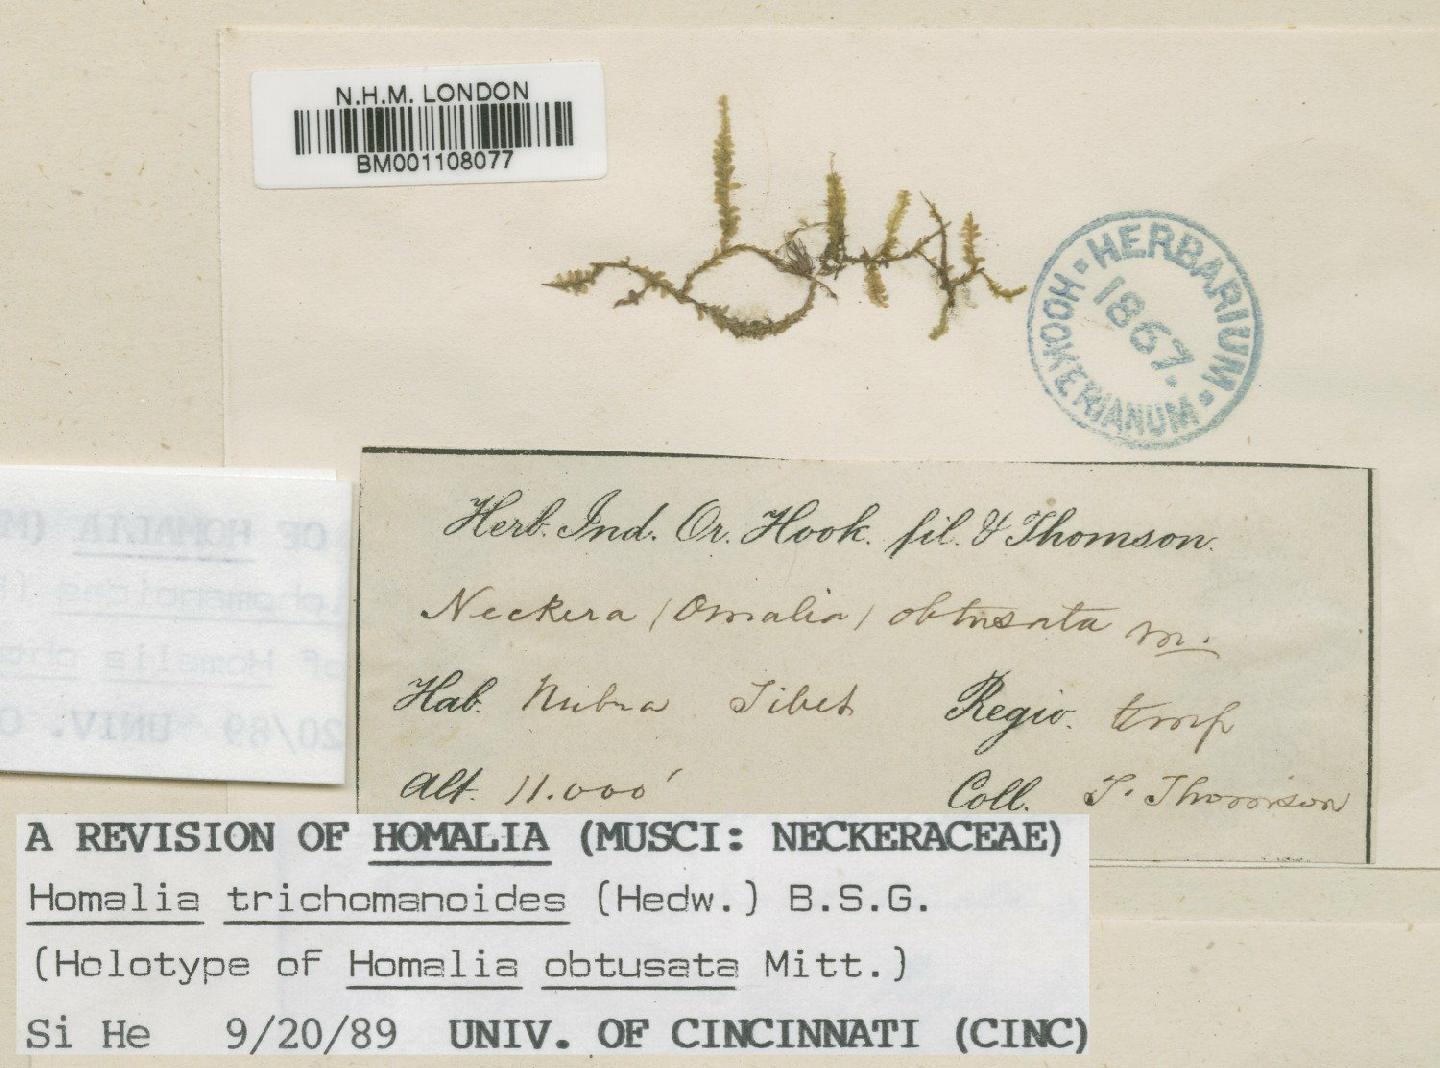 N.H.M. LONDON
BM001108077
HERBARIUM
HOOKERIANUM
1867.
Herb. Ind. Or. Hook. fil. & Thomson.
Neckera (Omalia) obtusata m.
Hab. Nubra Tibet Regio. temp
Alt. 11.000' Coll. T. Thomson
A REVISION OF HOMALIA (MUSCI: NECKERACEAE)
Homalia trichomanoides (Hedw.) B.S.G.
(Holotype of Homalia obtusata Mitt.)
Si He 9/20/89 UNIV. OF CINCINNATI (CINC)